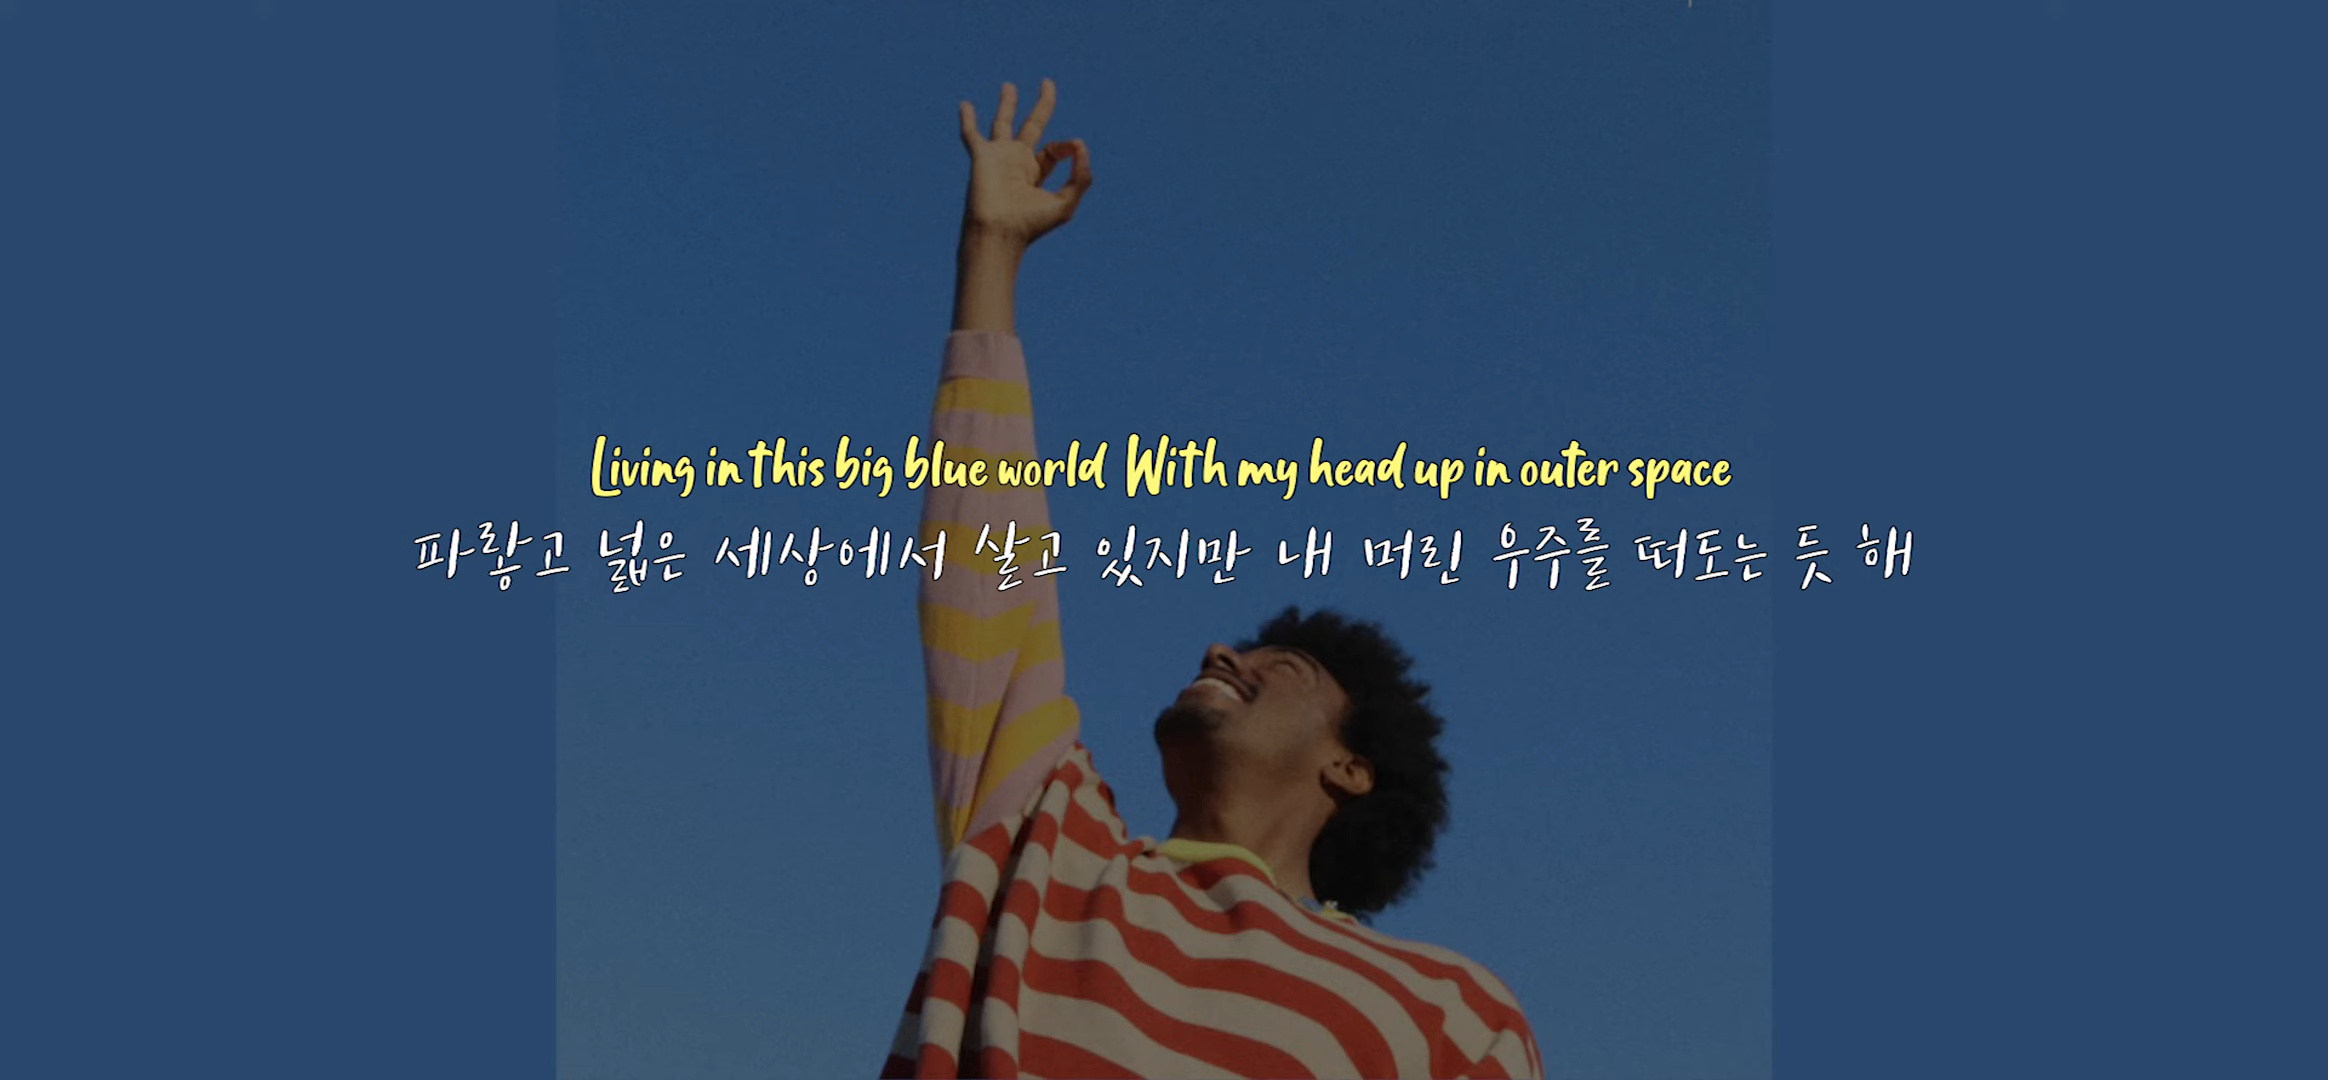 Living in this big blue world With my head up in outer space
파랗고 넓은 세상에서 살고 있지만 내 머린 우주를 떠도는 듯 해